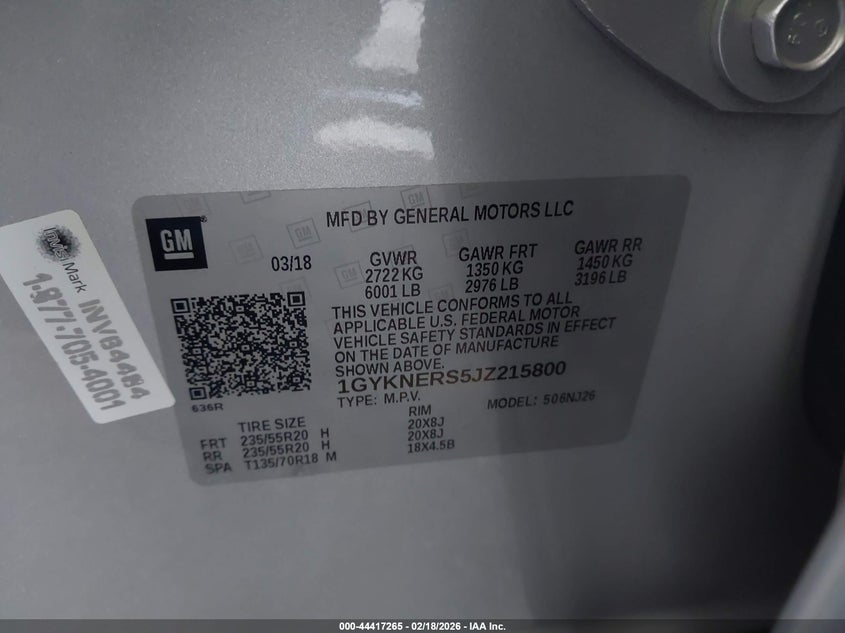 GM
MFD BY GENERAL MOTORS LLC
03/18
GVWR
2722 KG
6001 LB
GAWR FRT
1350 KG
2976 LB
GAWR RR
1450 KG
3196 LB
THIS VEHICLE CONFORMS TO ALL
APPLICABLE U.S. FEDERAL MOTOR
VEHICLE SAFETY STANDARDS IN EFFECT
ON THE DATE OF MANUFACTURE
SHOWN ABOVE.
1GYKNERS5JZ215800
TYPE: M.P.V.
MODEL: 506NJ26
636R
TIRE SIZE RIM
FRT 235/55R20 H 20X8J
RR 235/55R20 H 20X8J
SPA T135/70R18 M 18X4.5B
Mark
INV84484
1-877-705-4001
000-44417265 - 02/18/2026 - IAA Inc.